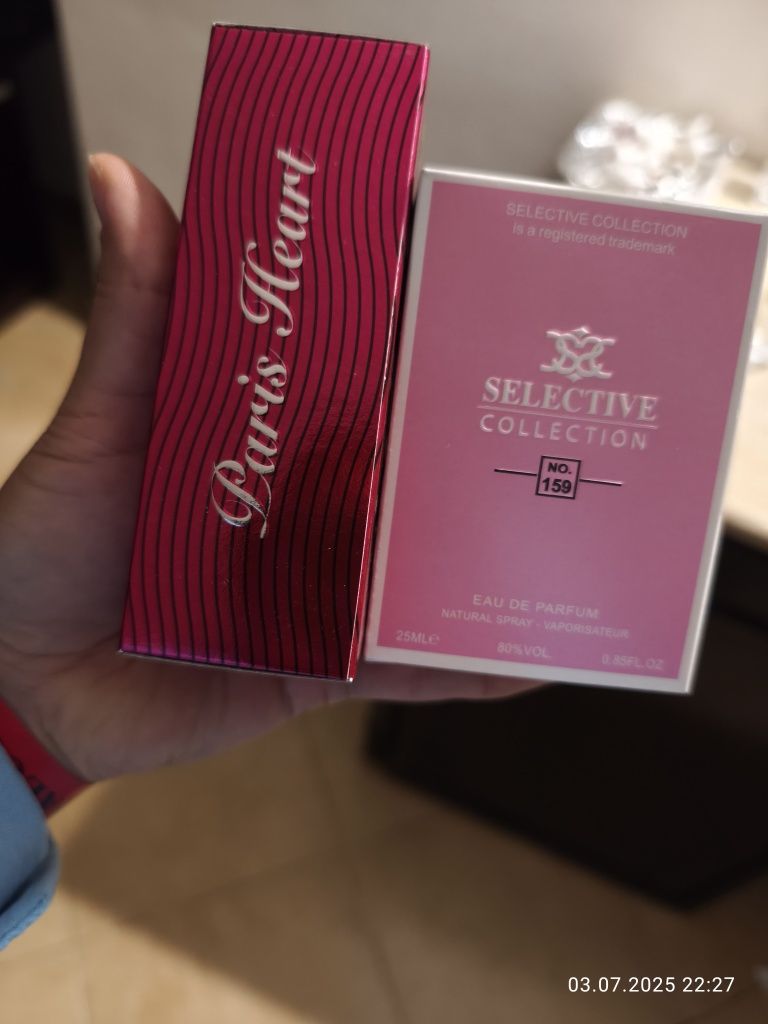 Paris Heart
SELECTIVE COLLECTION
is a registered trademark
SELECTIVE
COLLECTION
NO.
159
EAU DE PARFUM
NATURAL SPRAY - VAPORISATEUR
25ML℮
80%VOL
0.85FL.OZ
03.07.2025 22:27